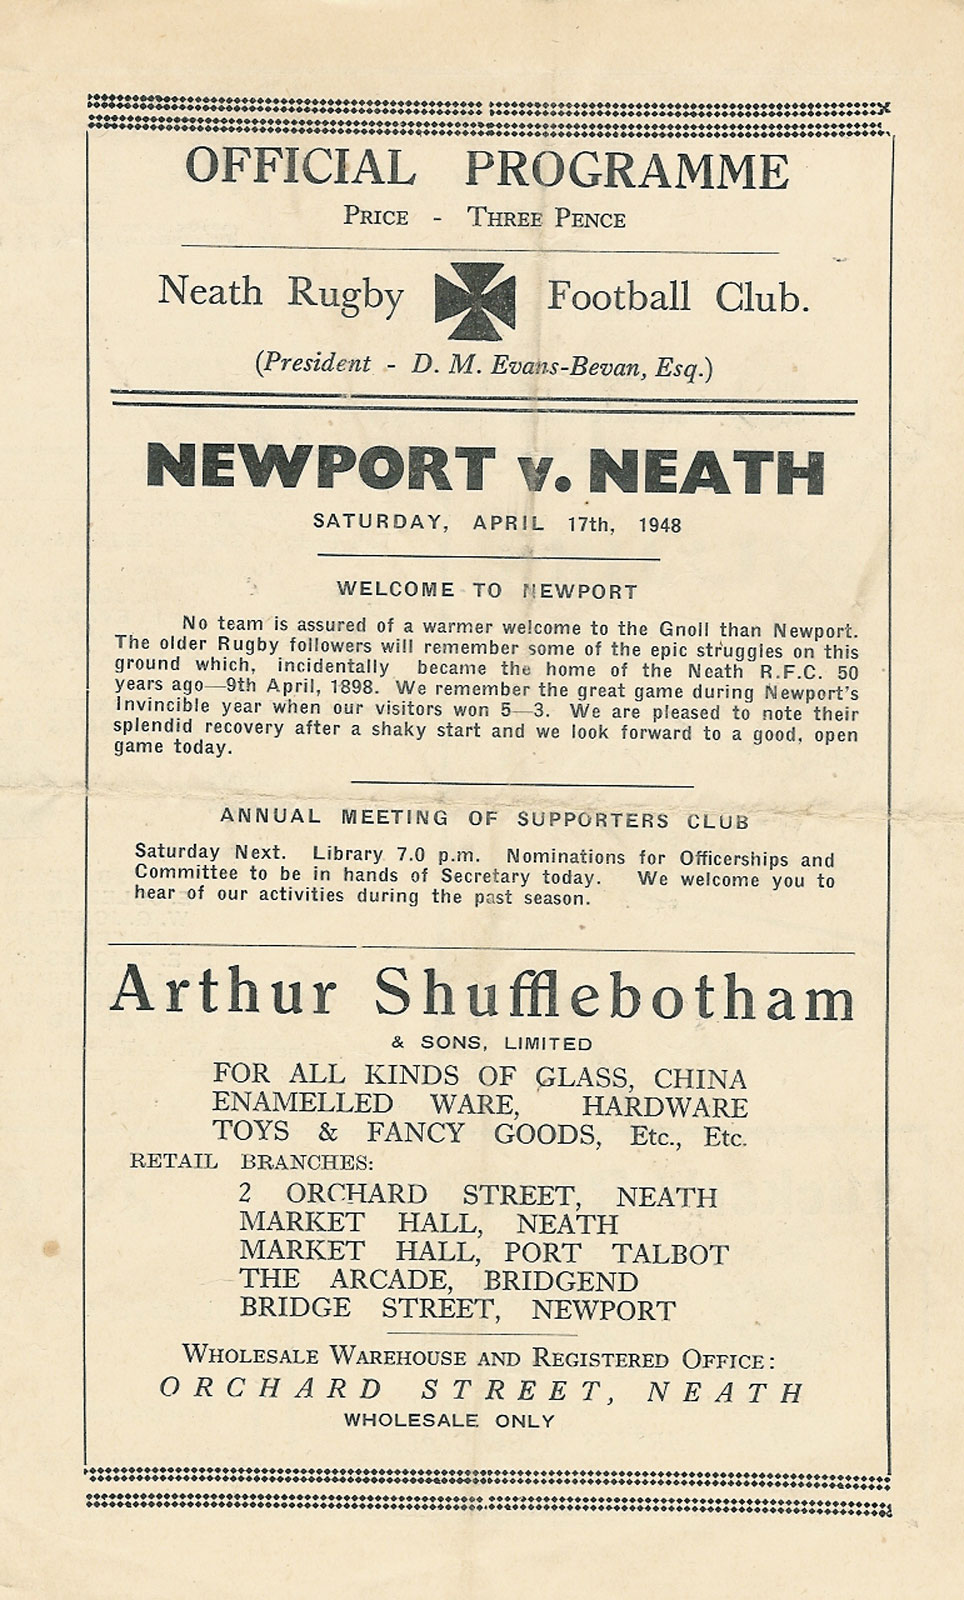 OFFICIAL PROGRAMME
PRICE - THREE PENCE
Neath Rugby Football Club.
(President - D. M. Evans-Bevan, Esq.)
NEWPORT v. NEATH
SATURDAY, APRIL 17th, 1948
WELCOME TO NEWPORT
No team is assured of a warmer welcome to the Gnoll than Newport.
The older Rugby followers will remember some of the epic struggles on this
ground which, incidentally became the home of the Neath R.F.C. 50
years ago—9th April, 1898. We remember the great game during Newport's
Invincible year when our visitors won 5—3. We are pleased to note their
splendid recovery after a shaky start and we look forward to a good, open
game today.
ANNUAL MEETING OF SUPPORTERS CLUB
Saturday Next. Library 7.0 p.m. Nominations for Officerships and
Committee to be in hands of Secretary today. We welcome you to
hear of our activities during the past season.
Arthur Shufflebotham
& SONS, LIMITED
FOR ALL KINDS OF GLASS, CHINA
ENAMELLED WARE, HARDWARE
TOYS & FANCY GOODS, Etc., Etc.
RETAIL BRANCHES:
2 ORCHARD STREET, NEATH
MARKET HALL, NEATH
MARKET HALL, PORT TALBOT
THE ARCADE, BRIDGEND
BRIDGE STREET, NEWPORT
WHOLESALE WAREHOUSE AND REGISTERED OFFICE:
ORCHARD STREET, NEATH
WHOLESALE ONLY